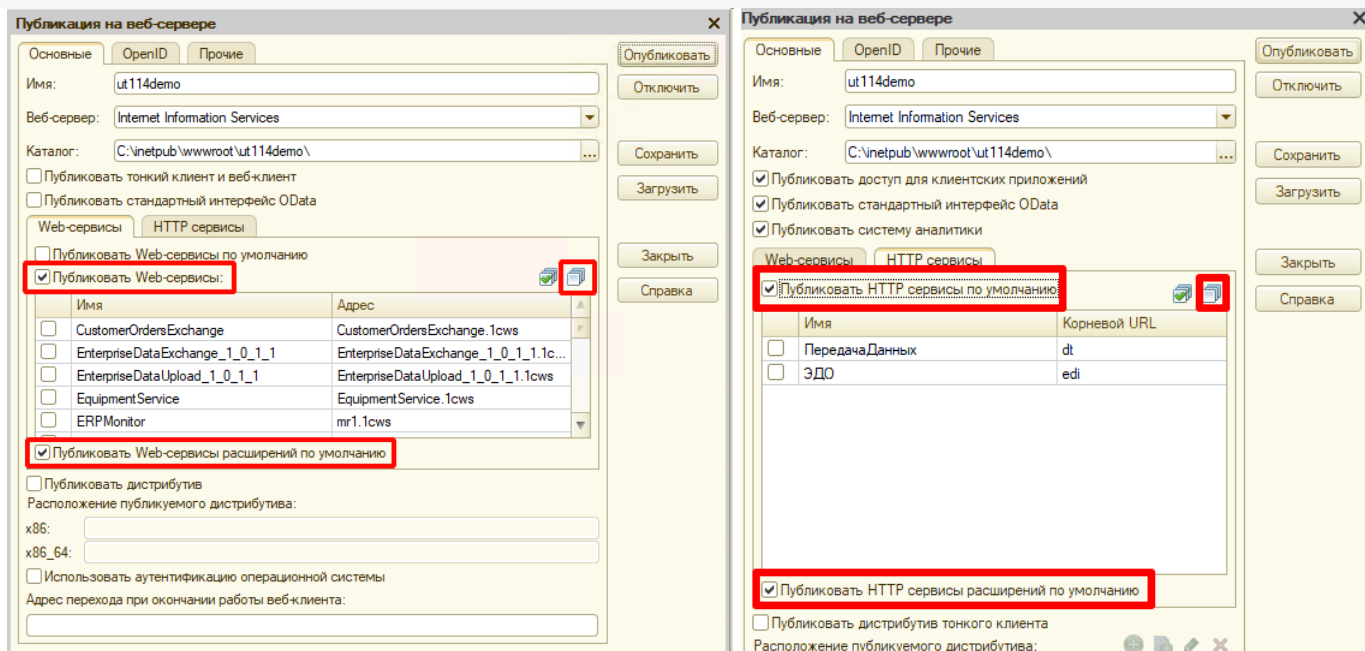 Публикация на веб-сервере
Основные OpenID Прочие
Опубликовать
Имя: ut114demo
Отключить
Веб-сервер: Internet Information Services
Каталог: C:\inetpub\wwwroot\ut114demo\ ...
Сохранить
Публиковать тонкий клиент и веб-клиент
Загрузить
Публиковать стандартный интерфейс OData
Web-сервисы HTTP сервисы
Публиковать Web-сервисы по умолчанию
Закрыть
Публиковать Web-сервисы:
Справка
Имя Адрес
CustomerOrdersExchange CustomerOrdersExchange.1cws
EnterpriseDataExchange_1_0_1_1 EnterpriseDataExchange_1_0_1_1.1c...
EnterpriseDataUpload_1_0_1_1 EnterpriseDataUpload_1_0_1_1.1cws
EquipmentService EquipmentService.1cws
ERPMonitor mr1.1cws
Публиковать Web-сервисы расширений по умолчанию
Публиковать дистрибутив
Расположение публикуемого дистрибутива:
x86:
x86_64:
Использовать аутентификацию операционной системы
Адрес перехода при окончании работы веб-клиента:
Публикация на веб-сервере
Основные OpenID Прочие
Опубликовать
Имя: ut114demo
Отключить
Веб-сервер: Internet Information Services
Каталог: C:\inetpub\wwwroot\ut114demo\ ...
Сохранить
Публиковать доступ для клиентских приложений
Загрузить
Публиковать стандартный интерфейс OData
Публиковать систему аналитики
Web-сервисы HTTP сервисы
Закрыть
Публиковать HTTP сервисы по умолчанию
Справка
Имя Корневой URL
ПередачаДанных dt
ЭДО edi
Публиковать HTTP сервисы расширений по умолчанию
Публиковать дистрибутив тонкого клиента
Расположение публикуемого дистрибутива: